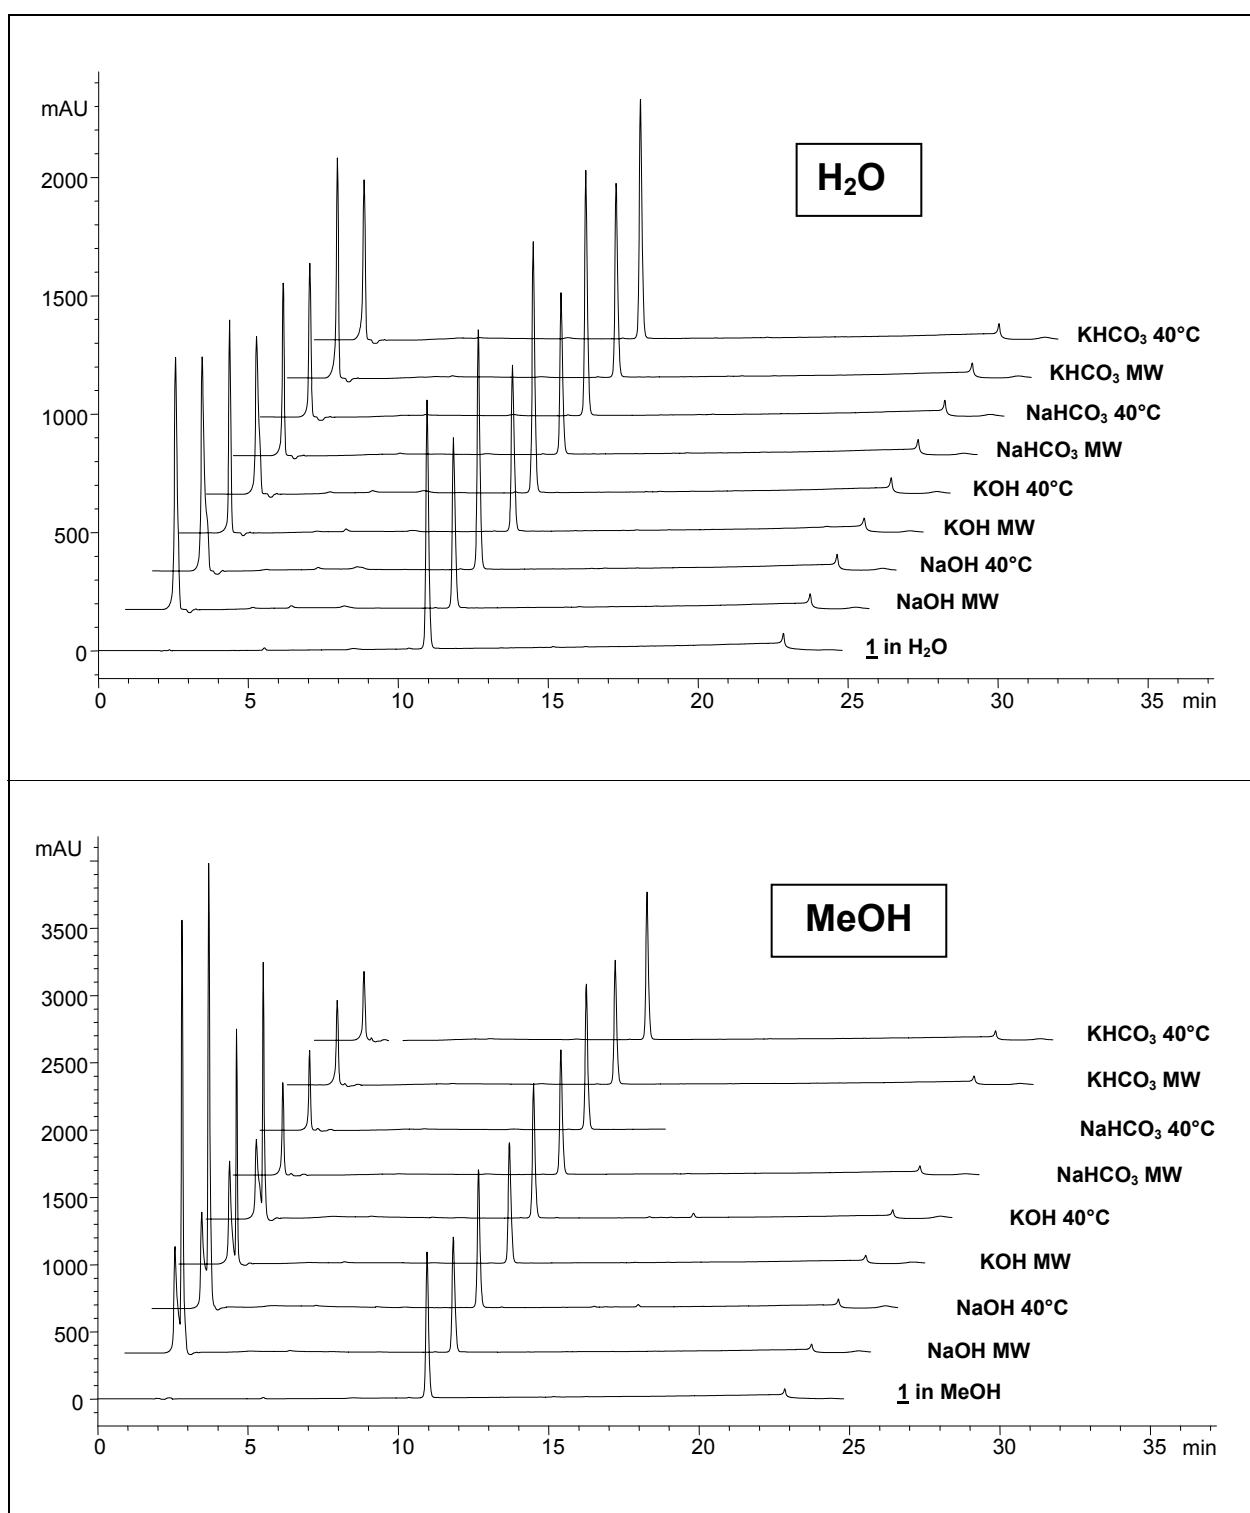 mAU
H₂O
2000
1500
1000
500
0
KHCO₃ 40°C
KHCO₃ MW
NaHCO₃ 40°C
NaHCO₃ MW
KOH 40°C
KOH MW
NaOH 40°C
NaOH MW
1 in H₂O
0 5 10 15 20 25 30 35 min
mAU
MeOH
3500
3000
2500
2000
1500
1000
500
0
KHCO₃ 40°C
KHCO₃ MW
NaHCO₃ 40°C
NaHCO₃ MW
KOH 40°C
KOH MW
NaOH 40°C
NaOH MW
1 in MeOH
0 5 10 15 20 25 30 35 min